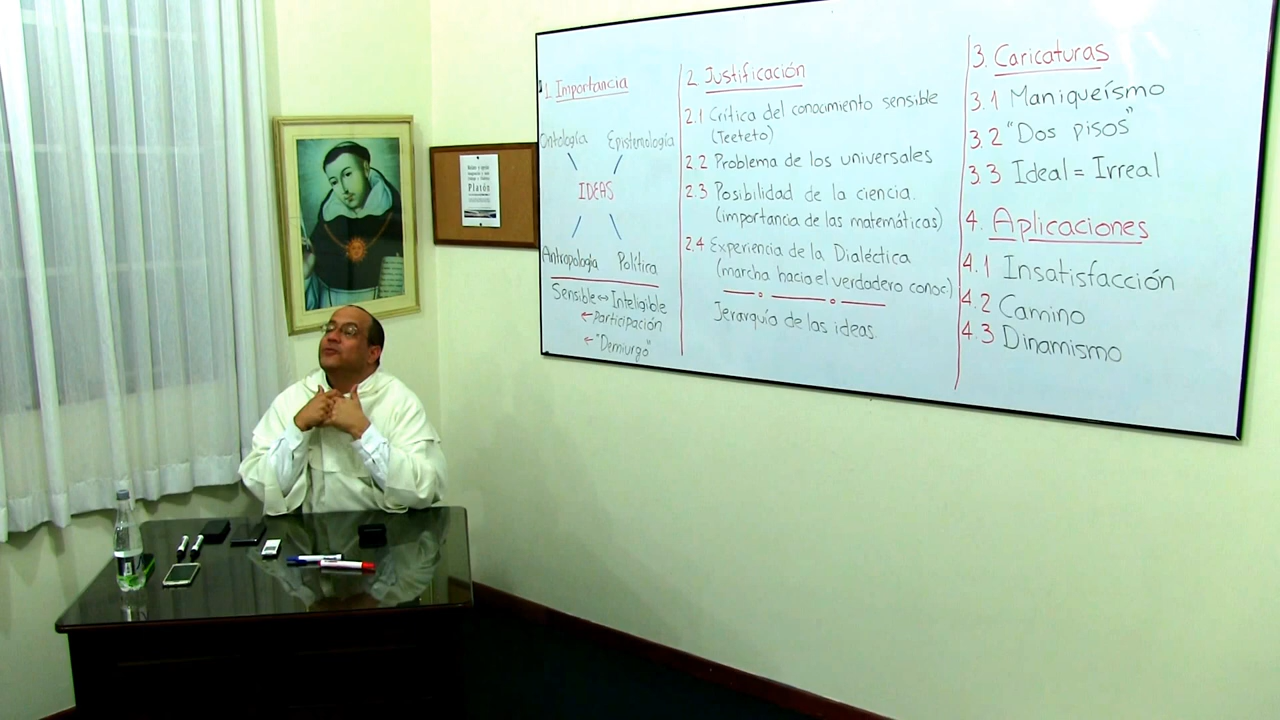 Platón
1. Importancia
Ontología Epistemología
IDEAS
Antropología Política
Sensible ↔ Inteligible
← Participación
← "Demiurgo"
2. Justificación
2.1 Crítica del conocimiento sensible
(Teeteto)
2.2 Problema de los universales
2.3 Posibilidad de la ciencia.
(importancia de las matemáticas)
2.4 Experiencia de la Dialéctica
(marcha hacia el verdadero conoc)
Jerarquía de las ideas.
3. Caricaturas
3.1 Maniqueísmo
3.2 "Dos pisos"
3.3 Ideal = Irreal
4. Aplicaciones
4.1 Insatisfacción
4.2 Camino
4.3 Dinamismo